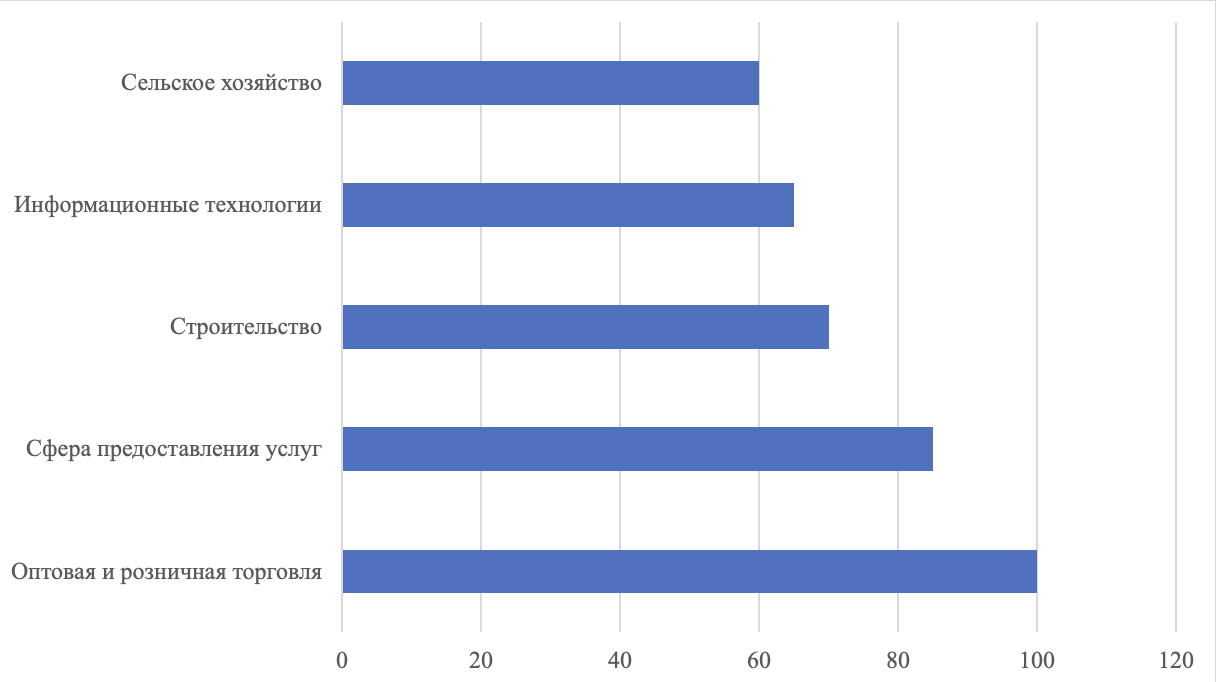 Сельское хозяйство
Информационные технологии
Строительство
Сфера предоставления услуг
Оптовая и розничная торговля
0 20 40 60 80 100 120